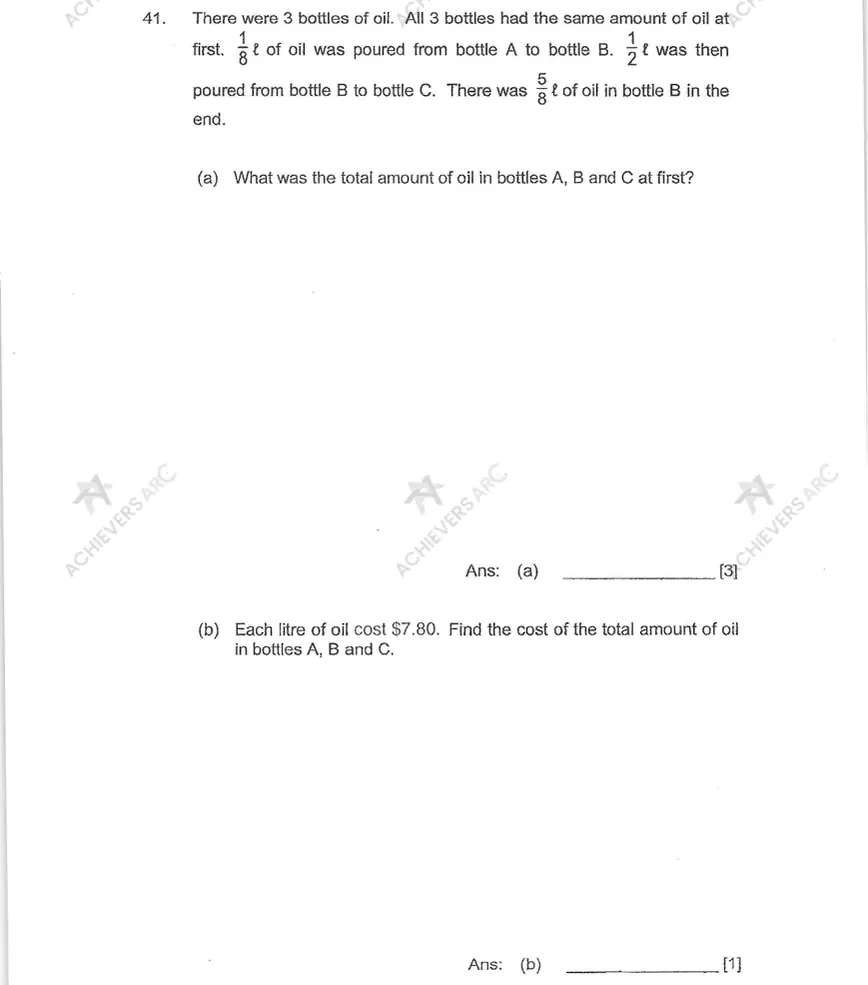 41. There were 3 bottles of oil. All 3 bottles had the same amount of oil at
first. 1/8 ℓ of oil was poured from bottle A to bottle B. 1/2 ℓ was then
poured from bottle B to bottle C. There was 5/8 ℓ of oil in bottle B in the
end.
(a) What was the total amount of oil in bottles A, B and C at first?
ACHIEVERS ARC
ACHIEVERS ARC
ACHIEVERS ARC
Ans: (a) ________________ [3]
(b) Each litre of oil cost $7.80. Find the cost of the total amount of oil
in bottles A, B and C.
Ans: (b) ________________ [1]